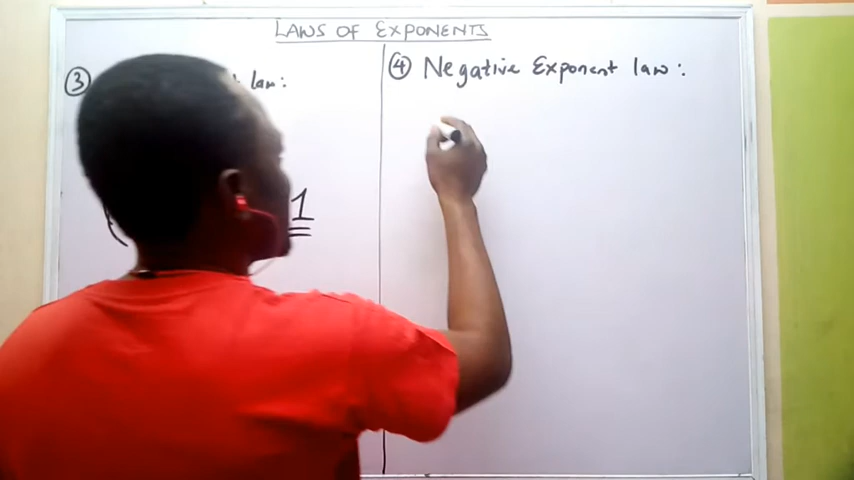 LAWS OF EXPONENTS
③ law:
1
④ Negative Exponent law: